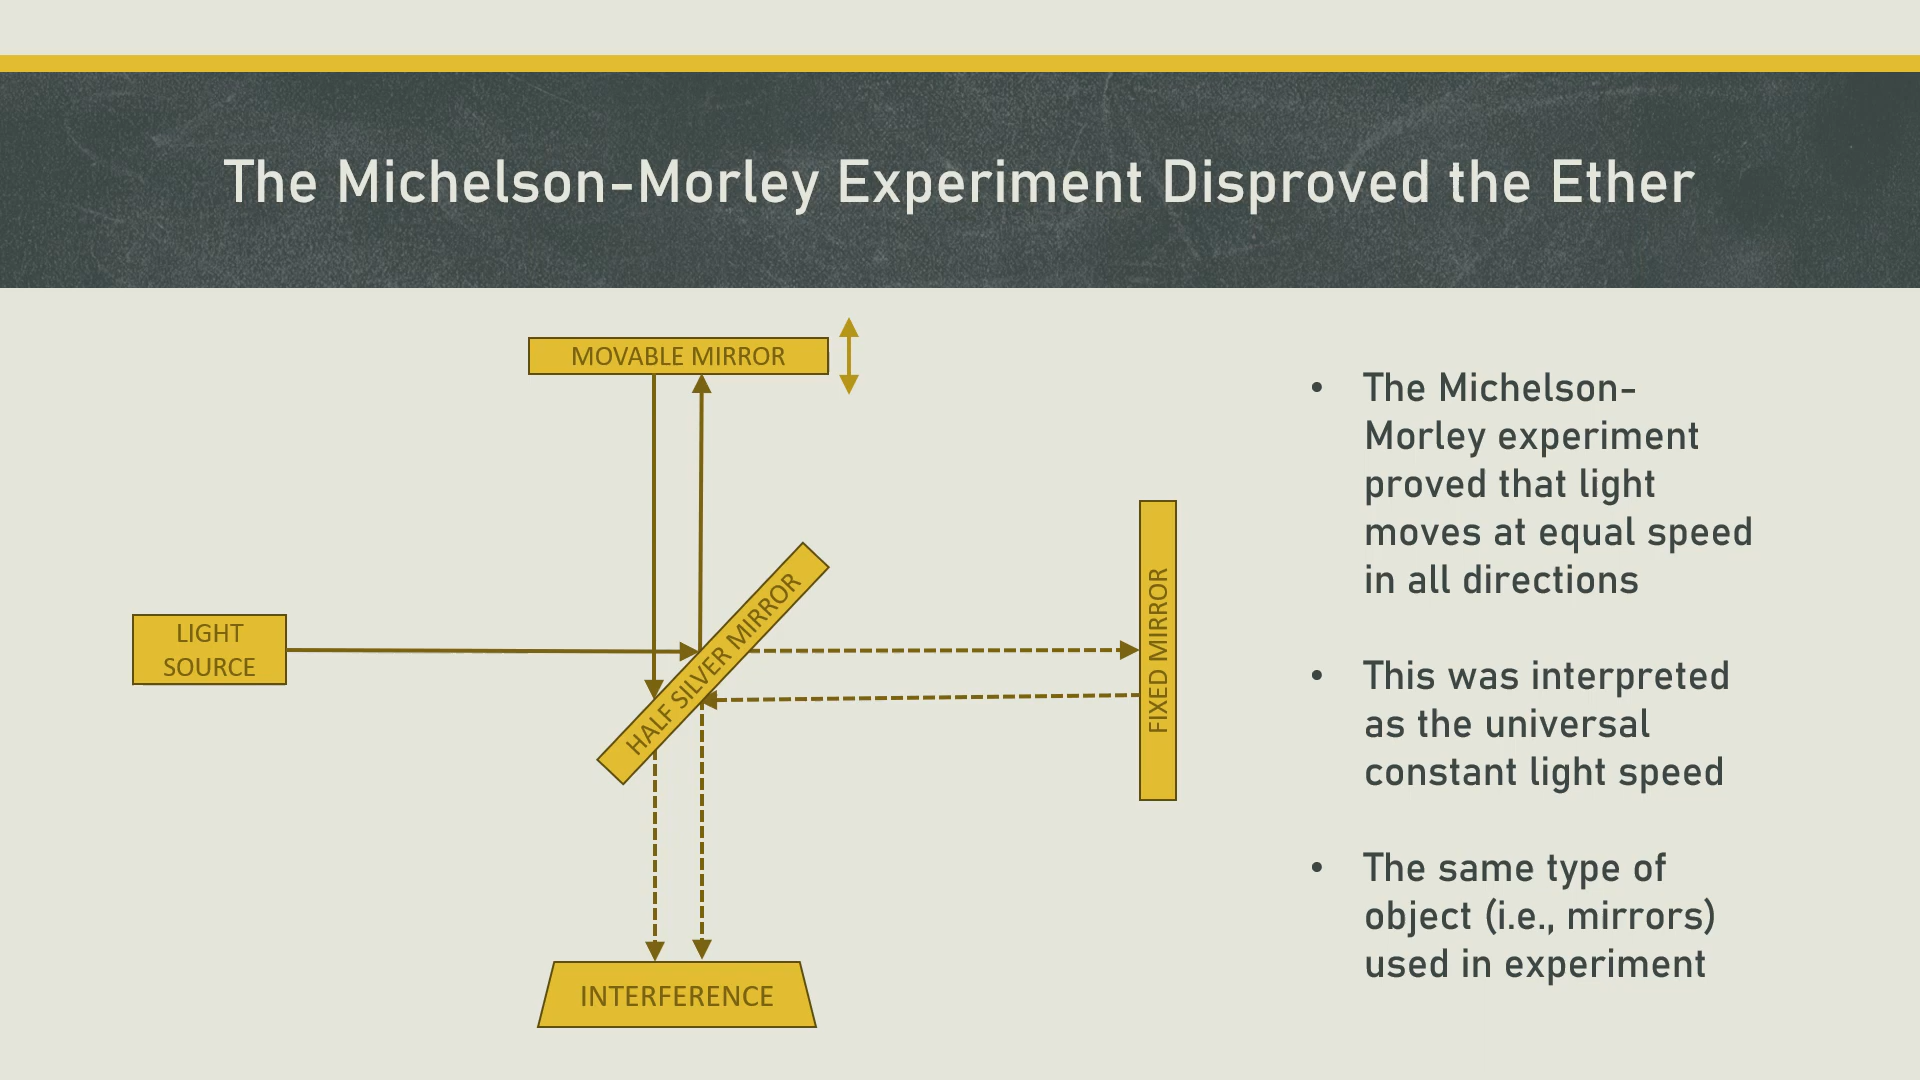 The Michelson-Morley Experiment Disproved the Ether
MOVABLE MIRROR
LIGHT
SOURCE
HALF SILVER MIRROR
FIXED MIRROR
INTERFERENCE
• The Michelson-
Morley experiment
proved that light
moves at equal speed
in all directions
• This was interpreted
as the universal
constant light speed
• The same type of
object (i.e., mirrors)
used in experiment